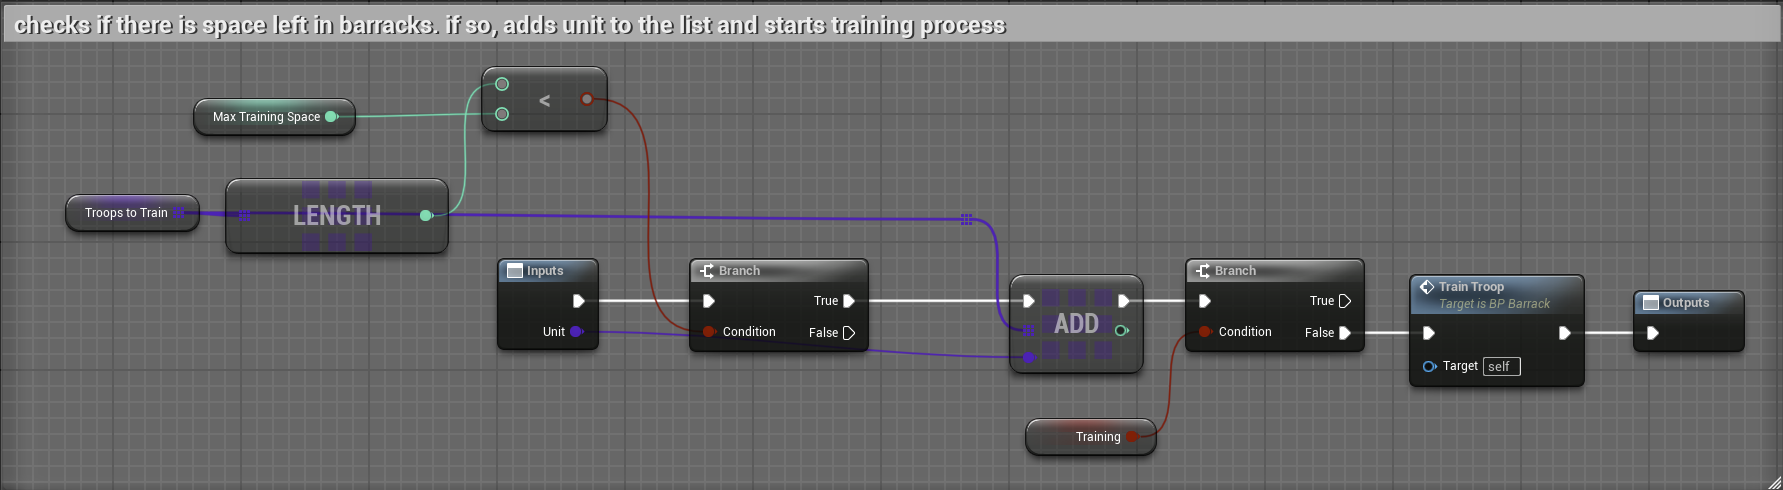 checks if there is space left in barracks. if so, adds unit to the list and starts training process
Max Training Space
<
Troops to Train
LENGTH
Inputs
Unit
Branch
True
Condition
False
ADD
Training
Branch
True
Condition
False
Train Troop
Target is BP Barrack
Target self
Outputs